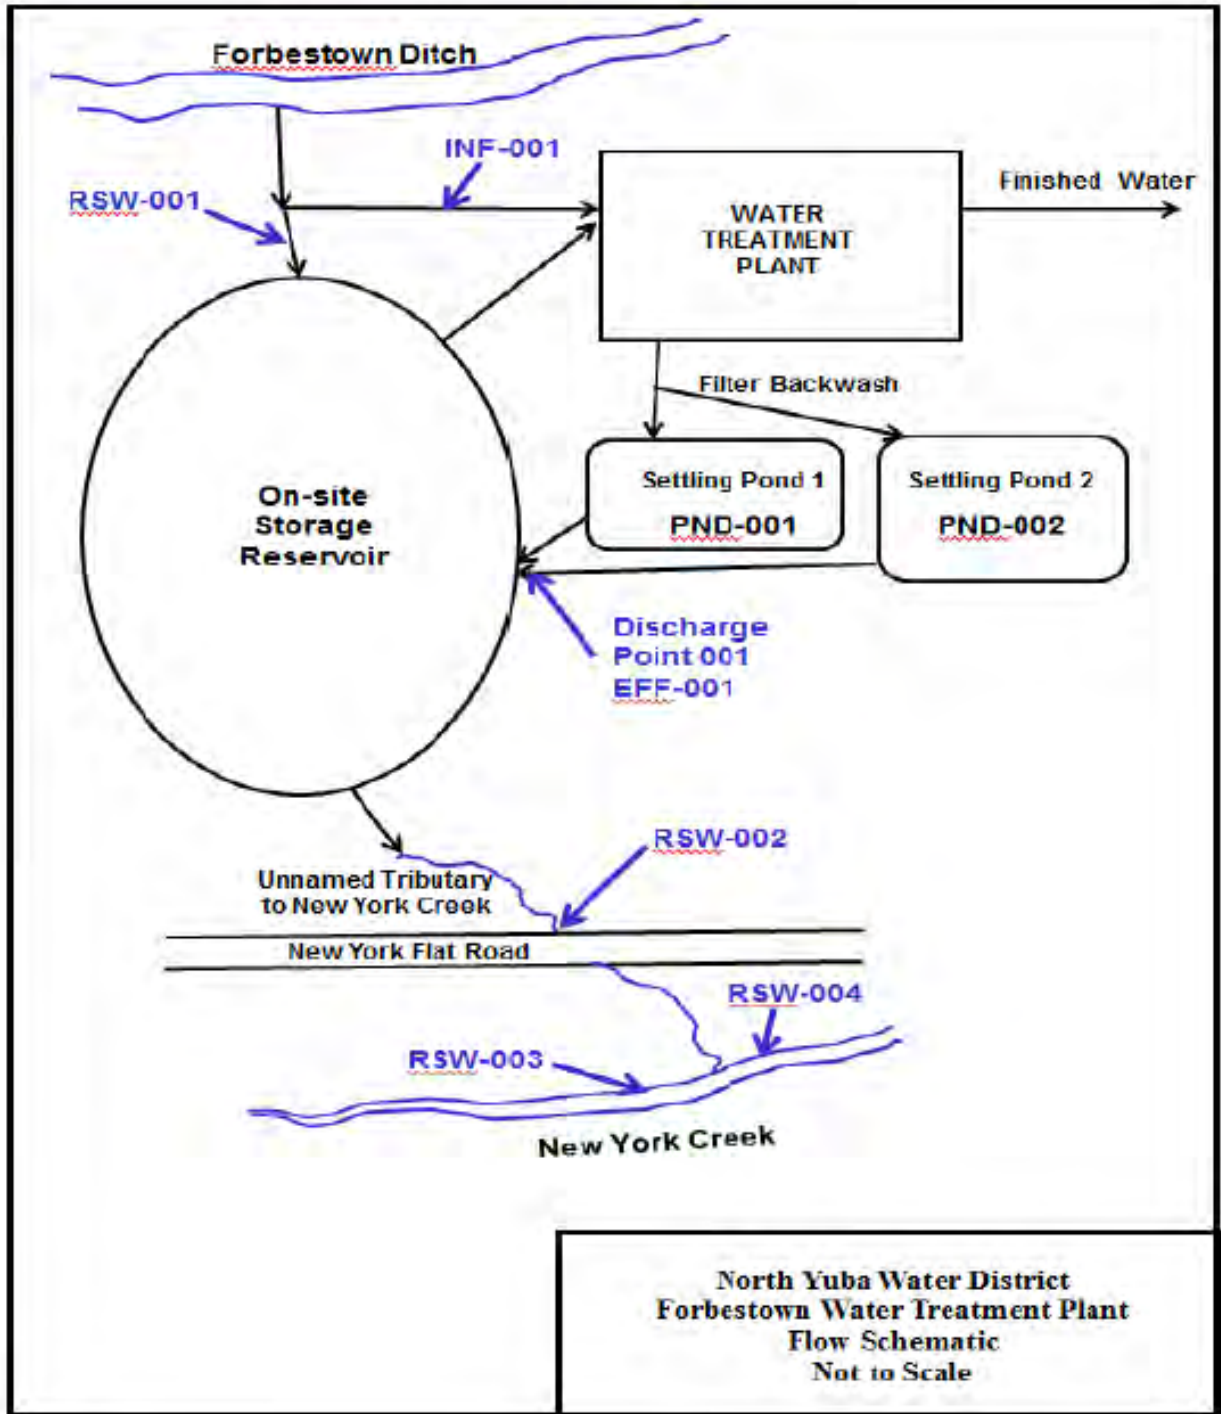 Forbestown Ditch
INF-001
RSW-001
Finished Water
WATER
TREATMENT
PLANT
Filter Backwash
Settling Pond 1
PND-001
Settling Pond 2
PND-002
On-site
Storage
Reservoir
Discharge
Point 001
EFF-001
RSW-002
Unnamed Tributary
to New York Creek
New York Flat Road
RSW-004
RSW-003
New York Creek
North Yuba Water District
Forbestown Water Treatment Plant
Flow Schematic
Not to Scale